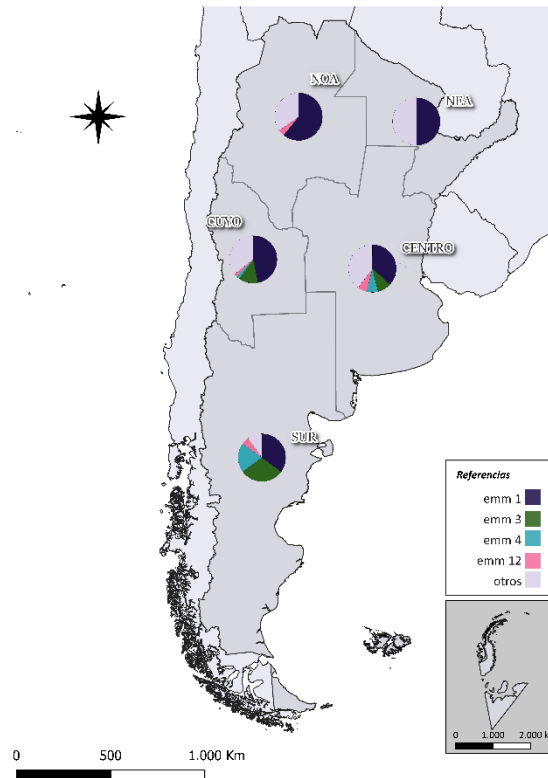 NOA
NEA
CUYO
CENTRO
SUR
Referencias
emm 1
emm 3
emm 4
emm 12
otros
0 1.000 2.000 k
0 500 1.000 Km